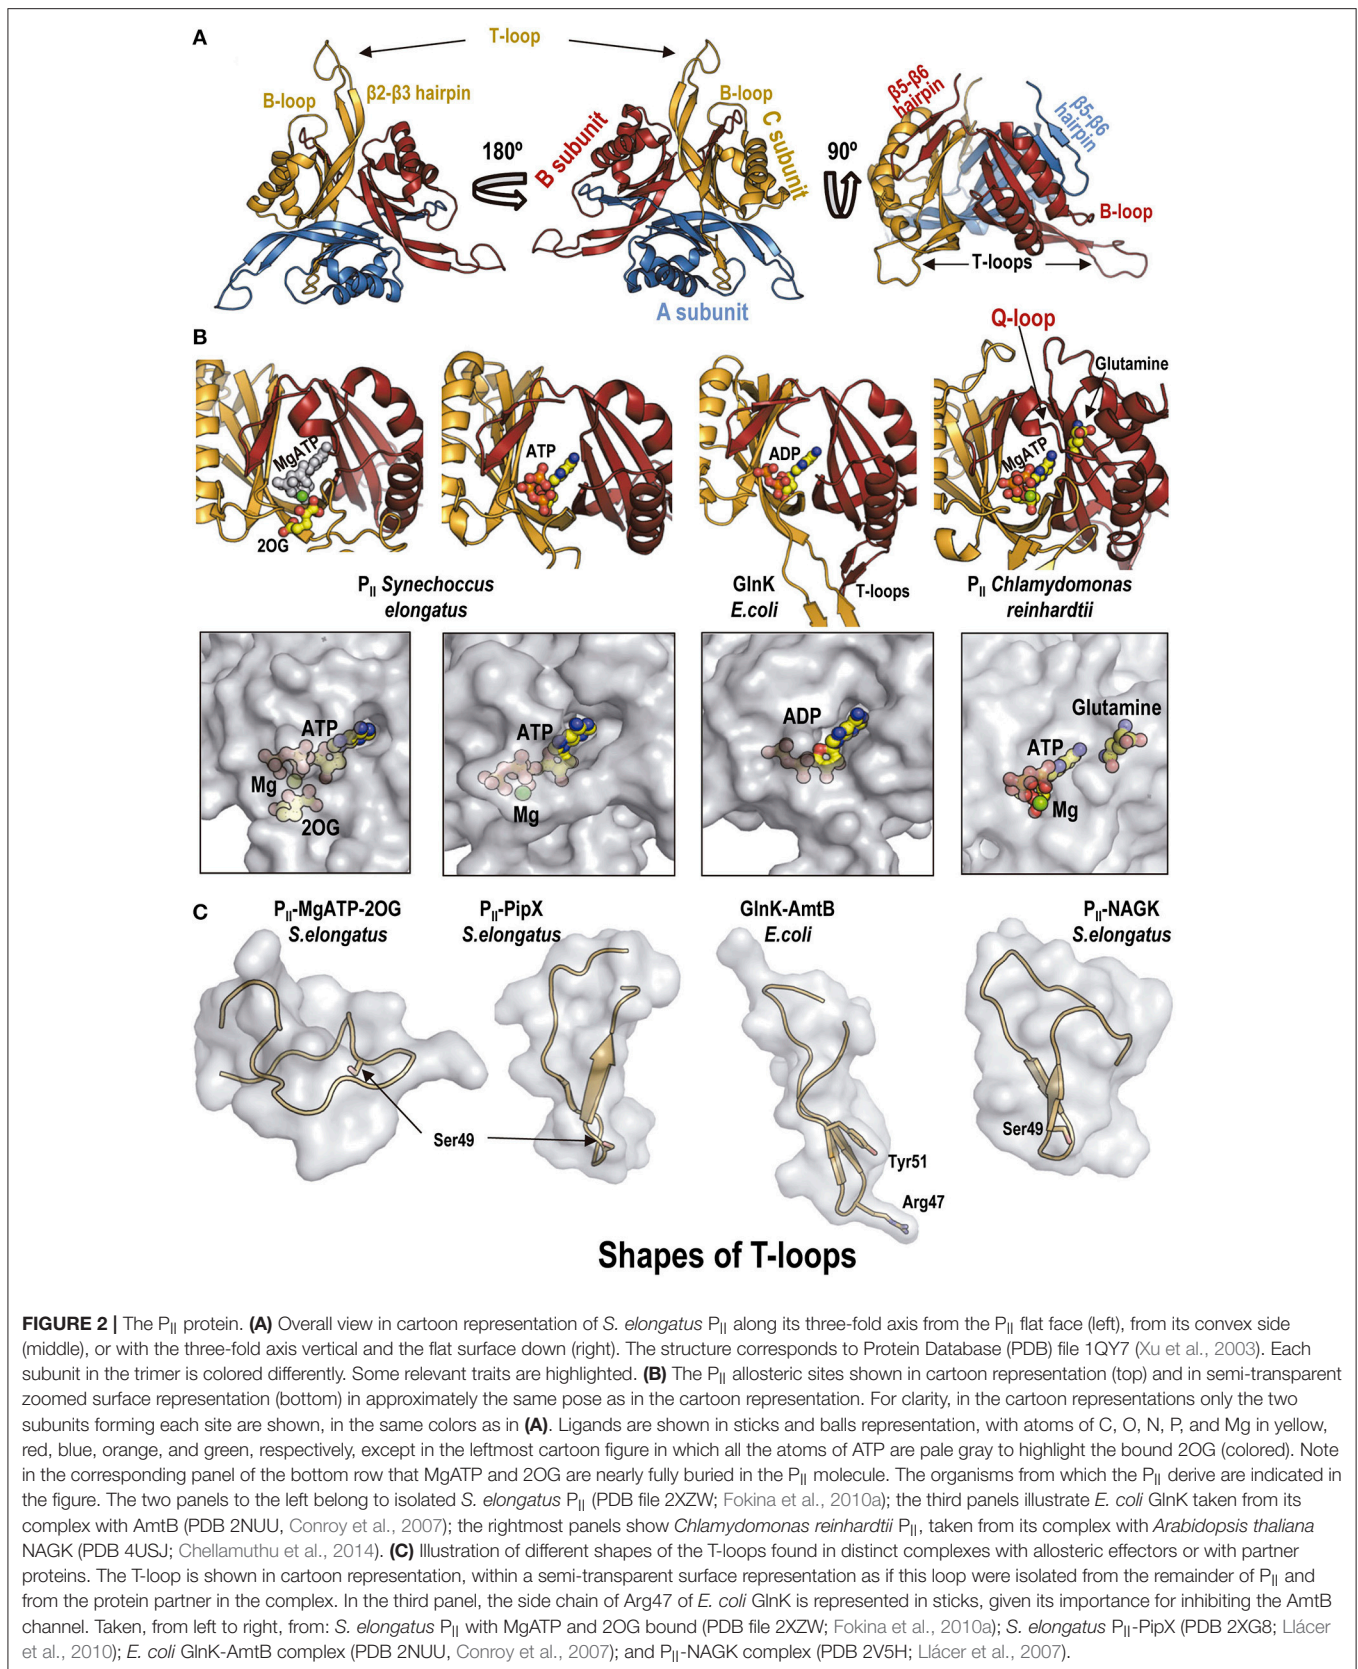 A
T-loop
B-loop
β2-β3 hairpin
180º
B subunit
B-loop
C subunit
A subunit
90º
β5-β6
hairpin
β5-β6
hairpin
B-loop
T-loops
B
MgATP
2OG
ATP
ADP
T-loops
Q-loop
Glutamine
MgATP
PII Synechoccus
elongatus
GlnK
E.coli
PII Chlamydomonas
reinhardtii
ATP
Mg
2OG
ATP
Mg
ADP
Glutamine
ATP
Mg
C
PII-MgATP-2OG
S.elongatus
PII-PipX
S.elongatus
GlnK-AmtB
E.coli
PII-NAGK
S.elongatus
Ser49
Tyr51
Arg47
Ser49
Shapes of T-loops
FIGURE 2 | The PII protein. (A) Overall view in cartoon representation of S. elongatus PII along its three-fold axis from the PII flat face (left), from its convex side
(middle), or with the three-fold axis vertical and the flat surface down (right). The structure corresponds to Protein Database (PDB) file 1QY7 (Xu et al., 2003). Each
subunit in the trimer is colored differently. Some relevant traits are highlighted. (B) The PII allosteric sites shown in cartoon representation (top) and in semi-transparent
zoomed surface representation (bottom) in approximately the same pose as in the cartoon representation. For clarity, in the cartoon representations only the two
subunits forming each site are shown, in the same colors as in (A). Ligands are shown in sticks and balls representation, with atoms of C, O, N, P, and Mg in yellow,
red, blue, orange, and green, respectively, except in the leftmost cartoon figure in which all the atoms of ATP are pale gray to highlight the bound 2OG (colored). Note
in the corresponding panel of the bottom row that MgATP and 2OG are nearly fully buried in the PII molecule. The organisms from which the PII derive are indicated in
the figure. The two panels to the left belong to isolated S. elongatus PII (PDB file 2XZW; Fokina et al., 2010a); the third panels illustrate E. coli GlnK taken from its
complex with AmtB (PDB 2NUU, Conroy et al., 2007); the rightmost panels show Chlamydomonas reinhardtii PII, taken from its complex with Arabidopsis thaliana
NAGK (PDB 4USJ; Chellamuthu et al., 2014). (C) Illustration of different shapes of the T-loops found in distinct complexes with allosteric effectors or with partner
proteins. The T-loop is shown in cartoon representation, within a semi-transparent surface representation as if this loop were isolated from the remainder of PII and
from the protein partner in the complex. In the third panel, the side chain of Arg47 of E. coli GlnK is represented in sticks, given its importance for inhibiting the AmtB
channel. Taken, from left to right, from: S. elongatus PII with MgATP and 2OG bound (PDB file 2XZW; Fokina et al., 2010a); S. elongatus PII-PipX (PDB 2XG8; Llácer
et al., 2010); E. coli GlnK-AmtB complex (PDB 2NUU, Conroy et al., 2007); and PII-NAGK complex (PDB 2V5H; Llácer et al., 2007).